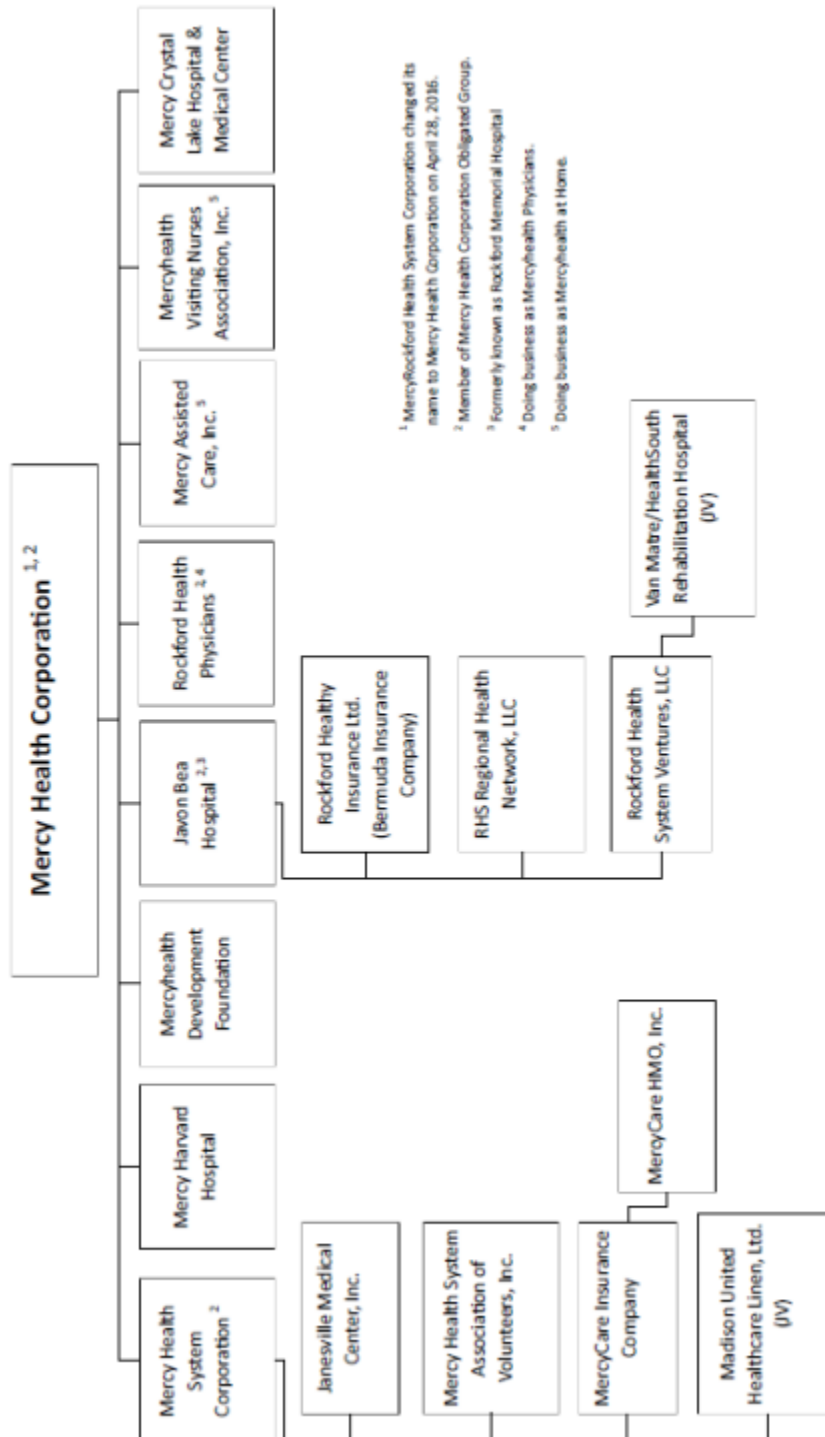 Mercy Health Corporation 1, 2
Mercy Health
System
Corporation 2
Mercy Harvard
Hospital
Mercyhealth
Development
Foundation
Javon Bea
Hospital 2,3
Rockford Health
Physicians 2,4
Mercy Assisted
Care, Inc. 5
Mercyhealth
Visiting Nurses
Association, Inc. 5
Mercy Crystal
Lake Hospital &
Medical Center
Janesville Medical
Center, Inc.
Mercy Health System
Association of
Volunteers, Inc.
MercyCare Insurance
Company
MercyCare HMO, Inc.
Madison United
Healthcare Linen, Ltd.
(JV)
Rockford Healthy
Insurance Ltd.
(Bermuda Insurance
Company)
RHS Regional Health
Network, LLC
Rockford Health
System Ventures, LLC
Van Matre/HealthSouth
Rehabilitation Hospital
(JV)
1 MercyRockford Health System Corporation changed its
name to Mercy Health Corporation on April 28, 2016.
2 Member of Mercy Health Corporation Obligated Group.
3 Formerly known as Rockford Memorial Hospital
4 Doing business as Mercyhealth Physicians.
5 Doing business as Mercyhealth at Home.